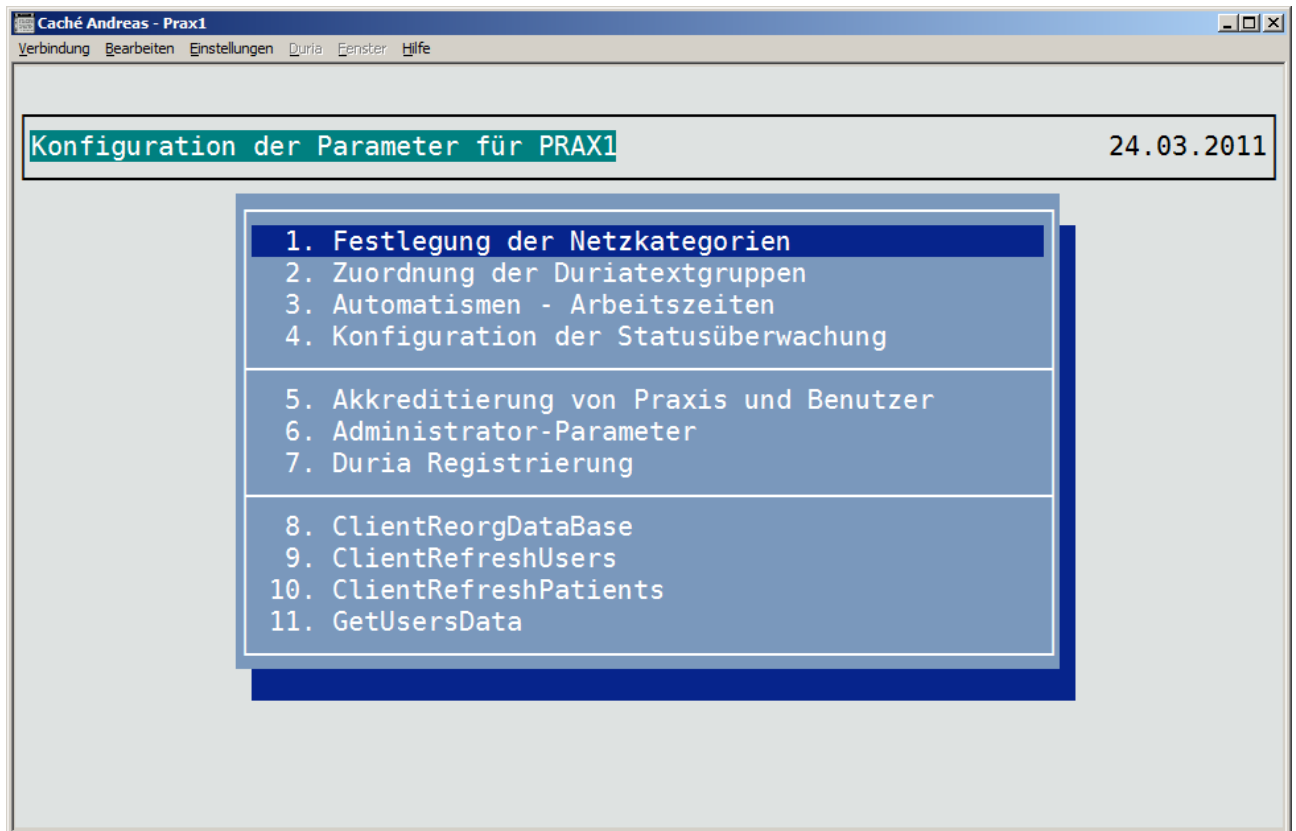 Caché Andreas - Prax1
Verbindung Bearbeiten Einstellungen Duria Fenster Hilfe
Konfiguration der Parameter für PRAX1 24.03.2011
1. Festlegung der Netzkategorien
2. Zuordnung der Duriatextgruppen
3. Automatismen - Arbeitszeiten
4. Konfiguration der Statusüberwachung
5. Akkreditierung von Praxis und Benutzer
6. Administrator-Parameter
7. Duria Registrierung
8. ClientReorgDataBase
9. ClientRefreshUsers
10. ClientRefreshPatients
11. GetUsersData